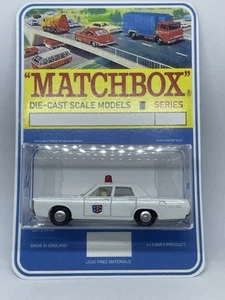 "MATCHBOX"®
DIE-CAST SCALE MODELS SERIES
MADE IN ENGLAND
A LESNEY PRODUCT
LEAD FREE MATERIALS